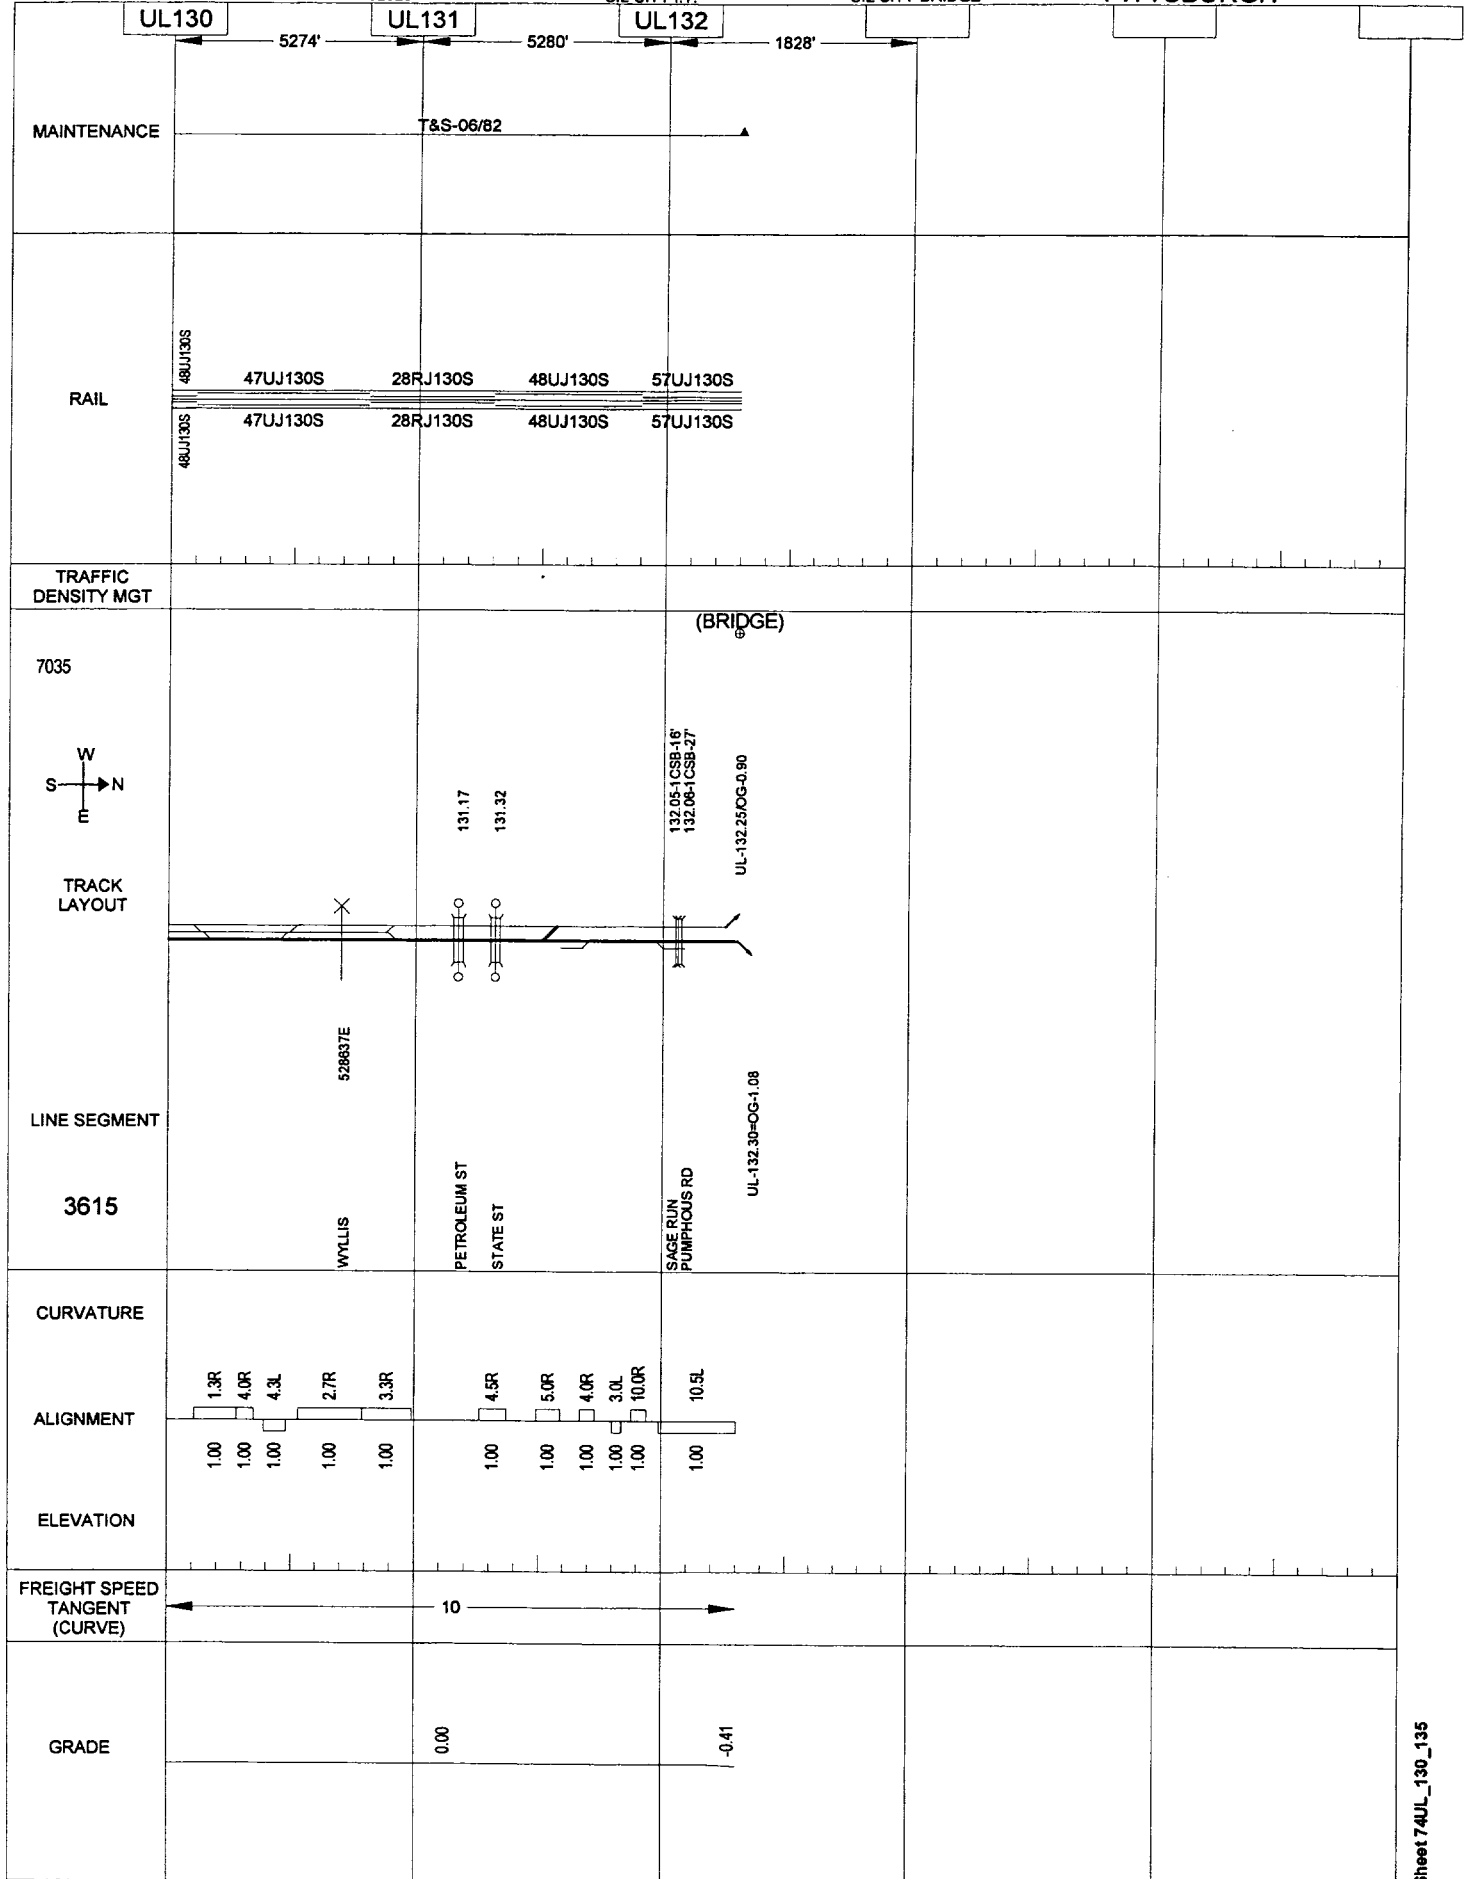 UL130
UL131
UL132
5274'
5280'
1828'
MAINTENANCE
T&S-06/82
RAIL
48UJ130S
47UJ130S
28RJ130S
48UJ130S
57UJ130S
48UJ130S
47UJ130S
28RJ130S
48UJ130S
57UJ130S
TRAFFIC
DENSITY MGT
(BRIDGE)
7035
W
S
N
E
131.17
131.32
132.05-1CSB-16'
132.06-1CSB-27'
UL-132.25/OG-0.90
TRACK
LAYOUT
528637E
UL-132.30=OG-1.08
LINE SEGMENT
3615
WYLLIS
PETROLEUM ST
STATE ST
SAGE RUN
PUMPHOUS RD
CURVATURE
1.3R
4.0R
4.3L
2.7R
3.3R
4.5R
5.0R
4.0R
3.0L
10.0R
10.5L
ALIGNMENT
1.00
1.00
1.00
1.00
1.00
1.00
1.00
1.00
1.00
1.00
1.00
ELEVATION
FREIGHT SPEED
TANGENT
(CURVE)
10
GRADE
0.00
-0.41
Sheet 74UL_130_135